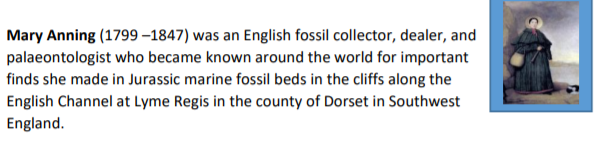 Mary Anning (1799 –1847) was an English fossil collector, dealer, and
palaeontologist who became known around the world for important
finds she made in Jurassic marine fossil beds in the cliffs along the
English Channel at Lyme Regis in the county of Dorset in Southwest
England.